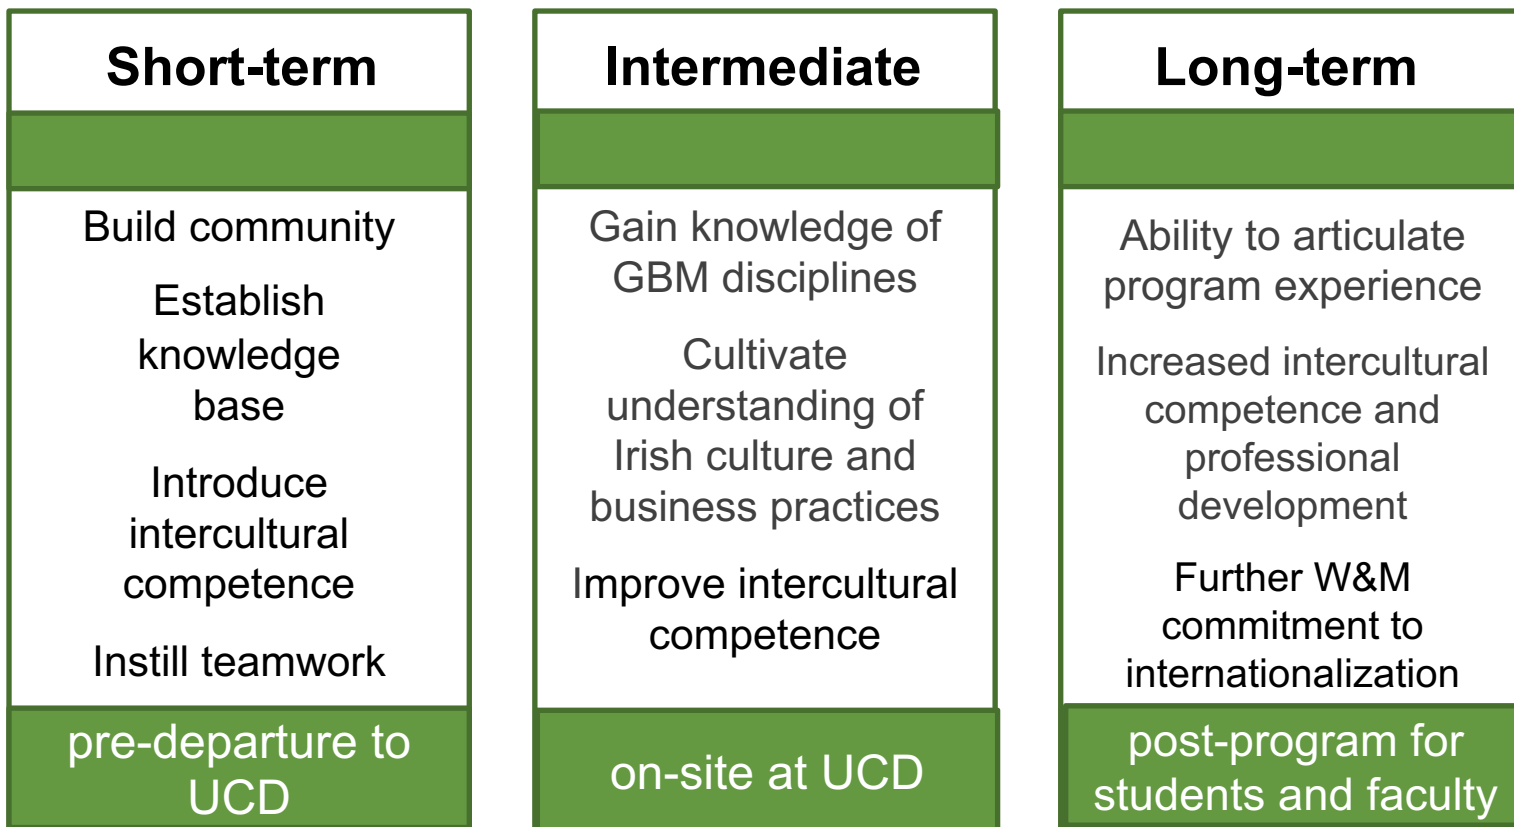 Short-term
Build community
Establish
knowledge
base
Introduce
intercultural
competence
Instill teamwork
pre-departure to
UCD
Intermediate
Gain knowledge of
GBM disciplines
Cultivate
understanding of
Irish culture and
business practices
Improve intercultural
competence
on-site at UCD
Long-term
Ability to articulate
program experience
Increased intercultural
competence and
professional
development
Further W&M
commitment to
internationalization
post-program for
students and faculty